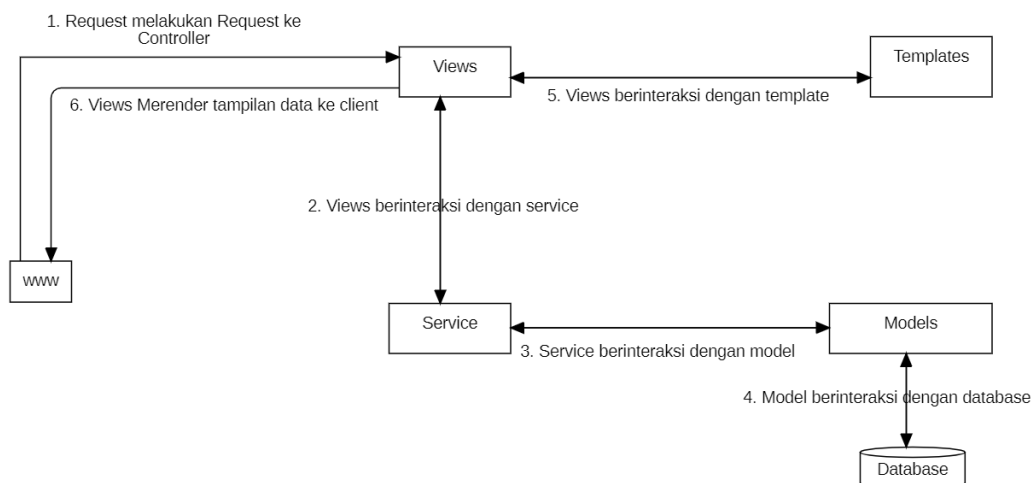 1. Request melakukan Request ke
Controller
Views
Templates
6. Views Merender tampilan data ke client
5. Views berinteraksi dengan template
2. Views berinteraksi dengan service
www
Service
Models
3. Service berinteraksi dengan model
4. Model berinteraksi dengan database
Database